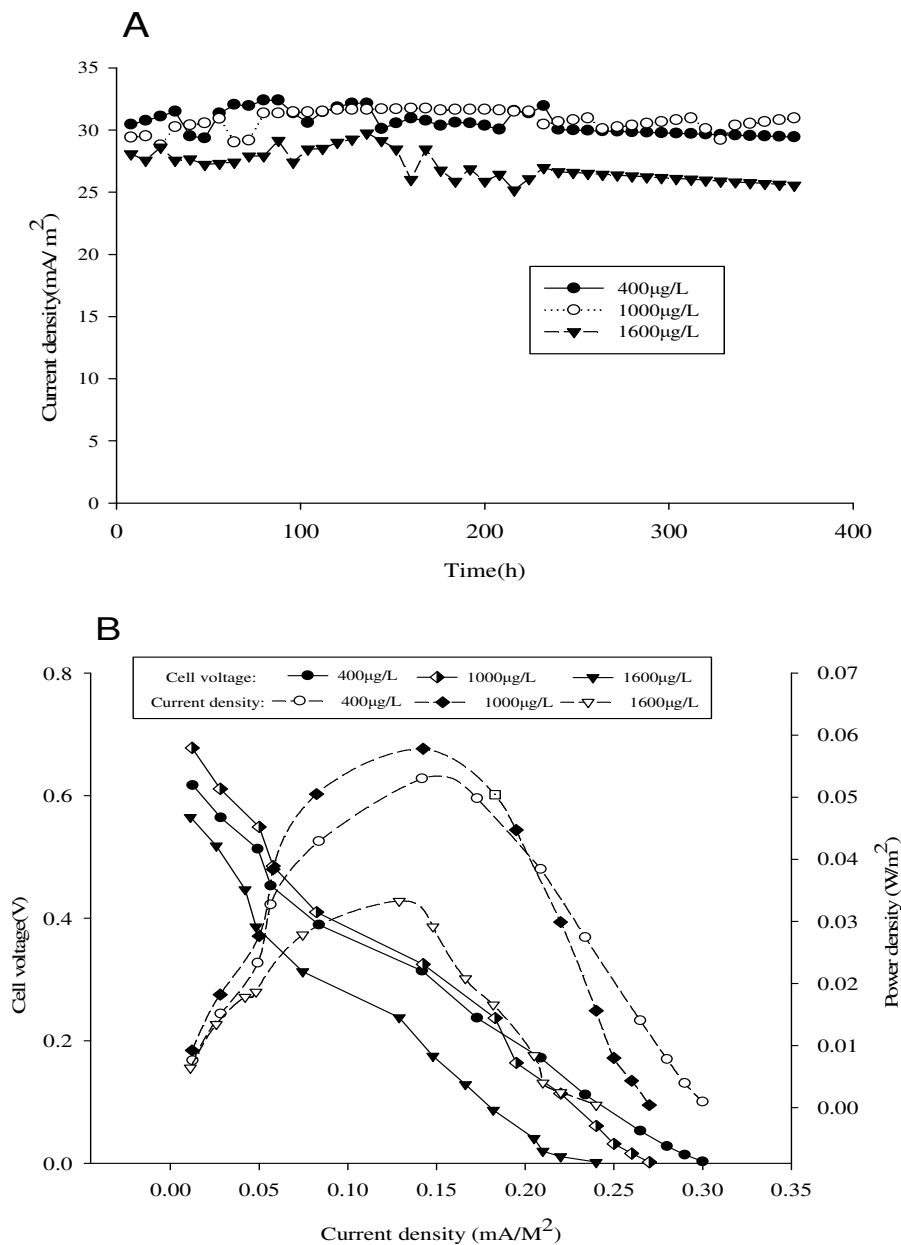 A
35
30
25
20
15
10
5
0
Current density(mA/ m²)
400μg/L
1000μg/L
1600μg/L
0 100 200 300 400
Time(h)
B
Cell voltage: 400μg/L 1000μg/L 1600μg/L
Current density: 400μg/L 1000μg/L 1600μg/L
0.8
0.6
0.4
0.2
0.0
Cell voltage(V)
0.07
0.06
0.05
0.04
0.03
0.02
0.01
0.00
Power density (W/m²)
0.00 0.05 0.10 0.15 0.20 0.25 0.30 0.35
Current density (mA/M²)